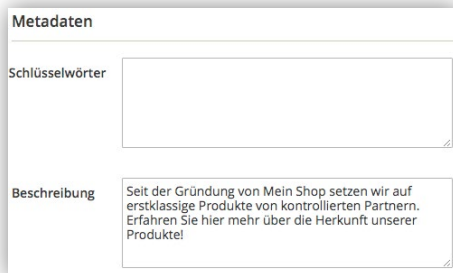 Metadaten
Schlüsselwörter
Beschreibung
Seit der Gründung von Mein Shop setzen wir auf
erstklassige Produkte von kontrollierten Partnern.
Erfahren Sie hier mehr über die Herkunft unserer
Produkte!